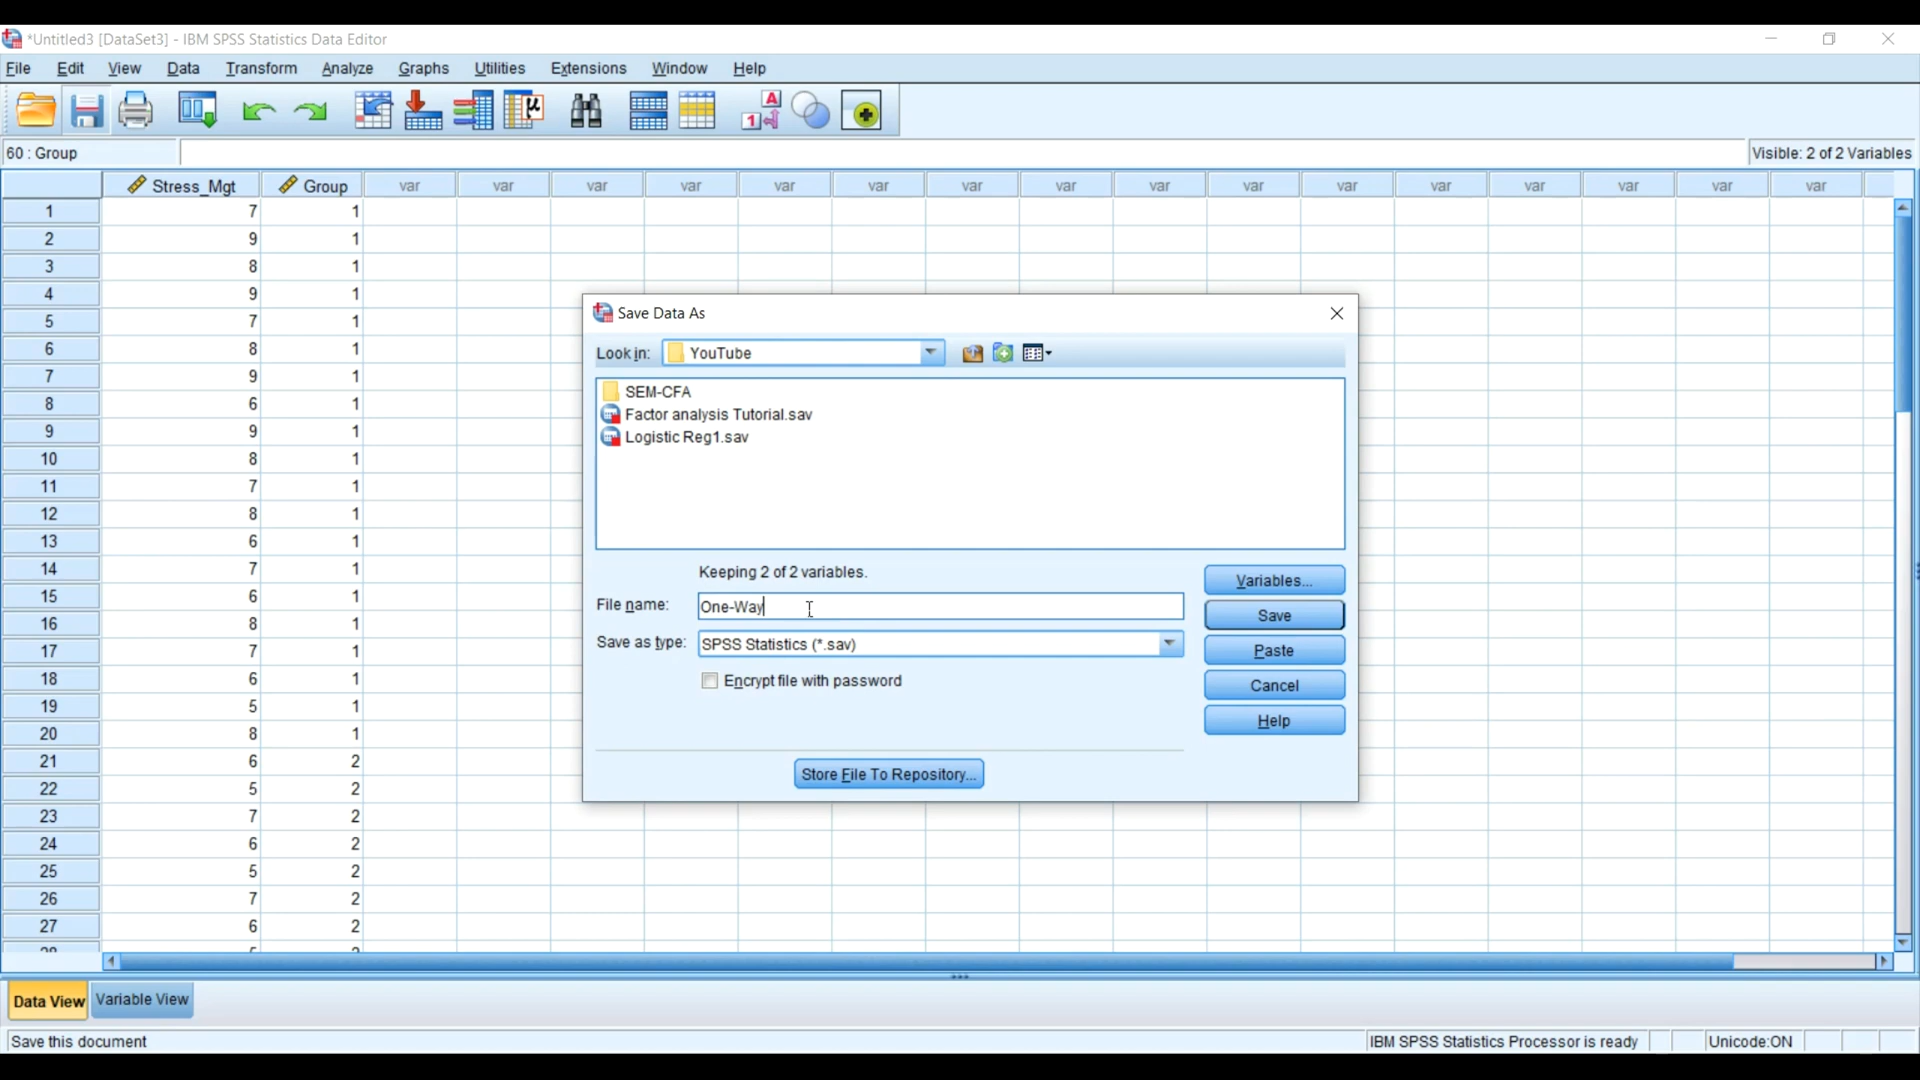 *Untitled3 [DataSet3] - IBM SPSS Statistics Data Editor
File Edit View Data Transform Analyze Graphs Utilities Extensions Window Help
60 : Group
Visible: 2 of 2 Variables
Stress_Mgt Group var var var var var var var var var var var var var var var var
1 7 1
2 9 1
3 8 1
4 9 1
5 7 1
6 8 1
7 9 1
8 6 1
9 9 1
10 8 1
11 7 1
12 8 1
13 6 1
14 7 1
15 6 1
16 8 1
17 7 1
18 6 1
19 5 1
20 8 1
21 6 2
22 5 2
23 7 2
24 6 2
25 5 2
26 7 2
27 6 2
Save Data As
Look in: YouTube
SEM-CFA
Factor analysis Tutorial.sav
Logistic Reg1.sav
Keeping 2 of 2 variables.
Variables...
File name: One-Way
Save
Save as type: SPSS Statistics (*.sav)
Paste
Encrypt file with password
Cancel
Help
Store File To Repository...
Data View Variable View
Save this document
IBM SPSS Statistics Processor is ready
Unicode:ON